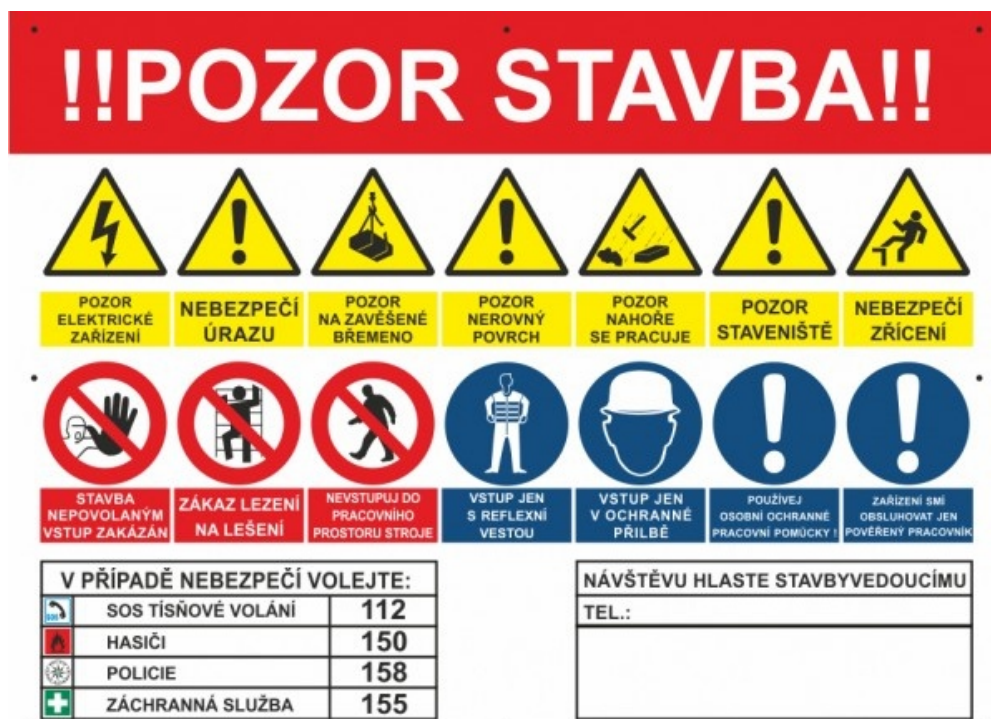 !!POZOR STAVBA!!
POZOR
ELEKTRICKÉ
ZAŘÍZENÍ
NEBEZPEČÍ
ÚRAZU
POZOR
NA ZAVĚŠENÉ
BŘEMENO
POZOR
NEROVNÝ
POVRCH
POZOR
NAHOŘE
SE PRACUJE
POZOR
STAVENIŠTĚ
NEBEZPEČÍ
ZŘÍCENÍ
STAVBA
NEPOVOLANÝM
VSTUP ZAKÁZÁN
ZÁKAZ LEZENÍ
NA LEŠENÍ
NEVSTUPUJ DO
PRACOVNÍHO
PROSTORU STROJE
VSTUP JEN
S REFLEXNÍ
VESTOU
VSTUP JEN
V OCHRANNÉ
PŘILBĚ
POUŽÍVEJ
OSOBNÍ OCHRANNÉ
PRACOVNÍ POMŮCKY !
ZAŘÍZENÍ SMÍ
OBSLUHOVAT JEN
POVĚŘENÝ PRACOVNÍK
V PŘÍPADĚ NEBEZPEČÍ VOLEJTE:
SOS SOS TÍSŇOVÉ VOLÁNÍ 112
HASIČI 150
POLICIE 158
ZÁCHRANNÁ SLUŽBA 155
NÁVŠTĚVU HLASTE STAVBYVEDOUCÍMU
TEL.: